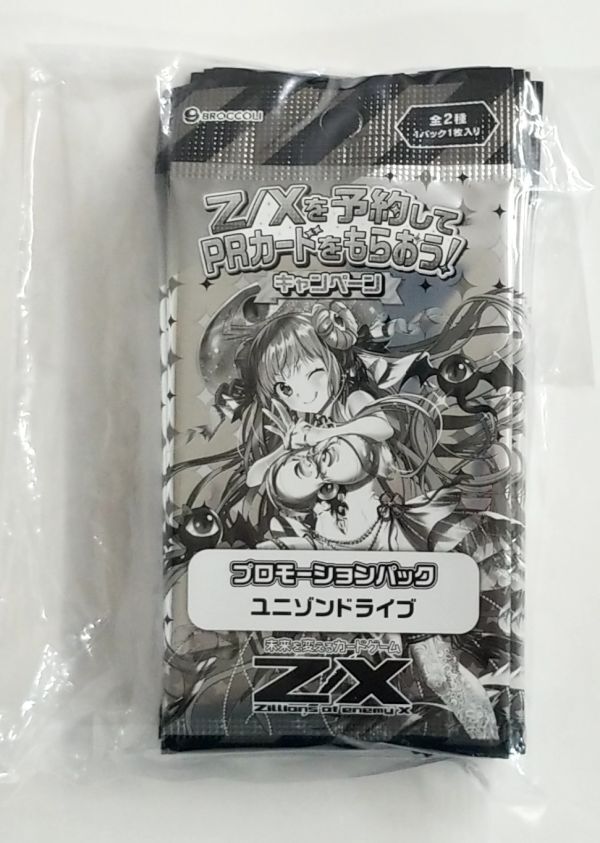 BROCCOLI
全2種
1パック1枚入り
Z/Xを予約して
PRカードをもらおう!
キャンペーン
プロモーションパック
ユニゾンドライブ
未来を変えるカードゲーム
Z/X
Zillions of enemy X